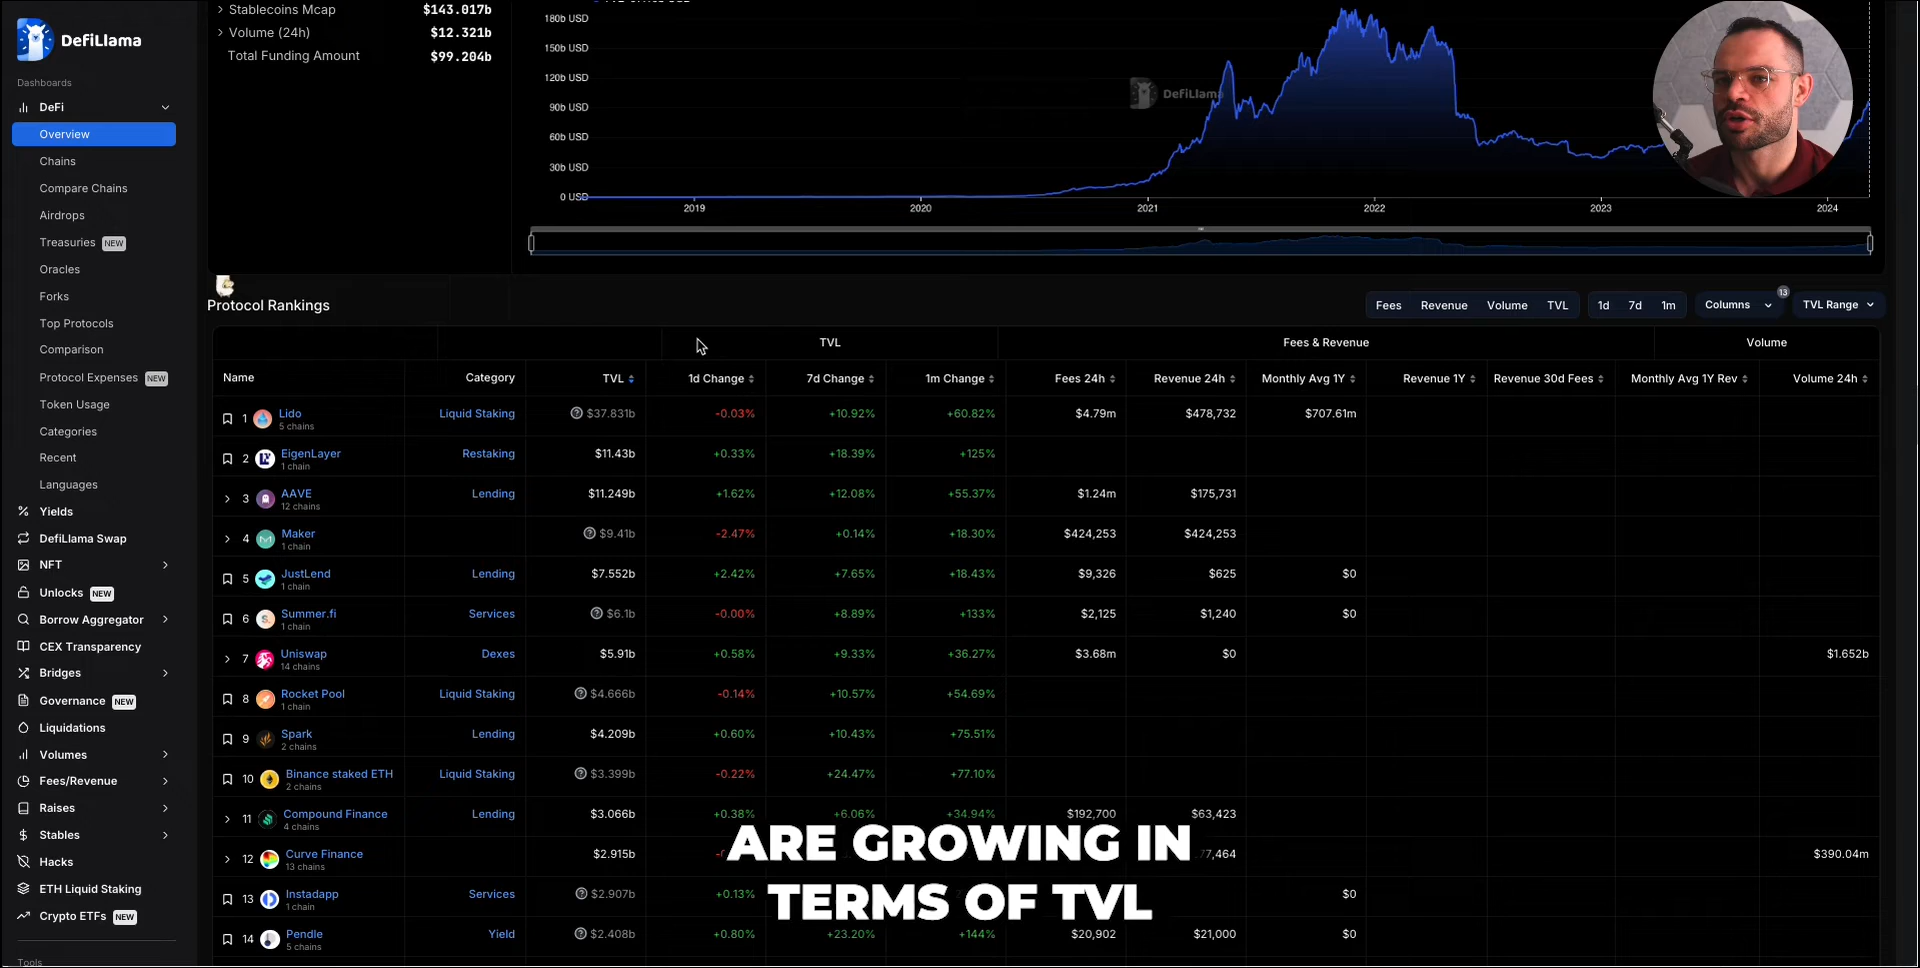 DefiLlama
Dashboards
DeFi
Overview
Chains
Compare Chains
Airdrops
Treasuries NEW
Oracles
Forks
Top Protocols
Comparison
Protocol Expenses NEW
Token Usage
Categories
Recent
Languages
Yields
DefiLlama Swap
NFT
Unlocks NEW
Borrow Aggregator
CEX Transparency
Bridges
Governance NEW
Liquidations
Volumes
Fees/Revenue
Raises
Stables
Hacks
ETH Liquid Staking
Crypto ETFs NEW
Tools
Stablecoins Mcap $143.017b
Volume (24h) $12.321b
Total Funding Amount $99.204b
180b USD
150b USD
120b USD
90b USD
60b USD
30b USD
0 USD
DefiLlama
2019 2020 2021 2022 2023 2024
Protocol Rankings
Fees Revenue Volume TVL 1d 7d 1m Columns 13 TVL Range
TVL Fees & Revenue Volume
Name Category TVL 1d Change 7d Change 1m Change Fees 24h Revenue 24h Monthly Avg 1Y Revenue 1Y Revenue 30d Fees Monthly Avg 1Y Rev Volume 24h
1 Lido Liquid Staking $37.831b -0.03% +10.92% +60.82% $4.79m $478,732 $707.61m
5 chains
2 EigenLayer Restaking $11.43b +0.33% +18.39% +125%
1 chain
3 AAVE Lending $11.249b +1.62% +12.08% +55.37% $1.24m $175,731
12 chains
4 Maker $9.41b -2.47% +0.14% +18.30% $424,253 $424,253
1 chain
5 JustLend Lending $7.552b +2.42% +7.65% +18.43% $9,326 $625 $0
1 chain
6 Summer.fi Services $6.1b -0.00% +8.89% +133% $2,125 $1,240 $0
1 chain
7 Uniswap Dexes $5.91b +0.58% +9.33% +36.27% $3.68m $0 $1.652b
14 chains
8 Rocket Pool Liquid Staking $4.666b -0.14% +10.57% +54.69%
1 chain
9 Spark Lending $4.209b +0.60% +10.43% +75.51%
2 chains
10 Binance staked ETH Liquid Staking $3.399b -0.22% +24.47% +77.10%
2 chains
11 Compound Finance Lending $3.066b +0.38% +6.06% +34.94% $192,700 $63,423
4 chains
12 Curve Finance $2.915b 77,464 $390.04m
13 chains
13 Instadapp Services $2.907b +0.13% $0
1 chain
14 Pendle Yield $2.408b +0.80% +23.20% +144% $20,902 $21,000 $0
5 chains
ARE GROWING IN
TERMS OF TVL